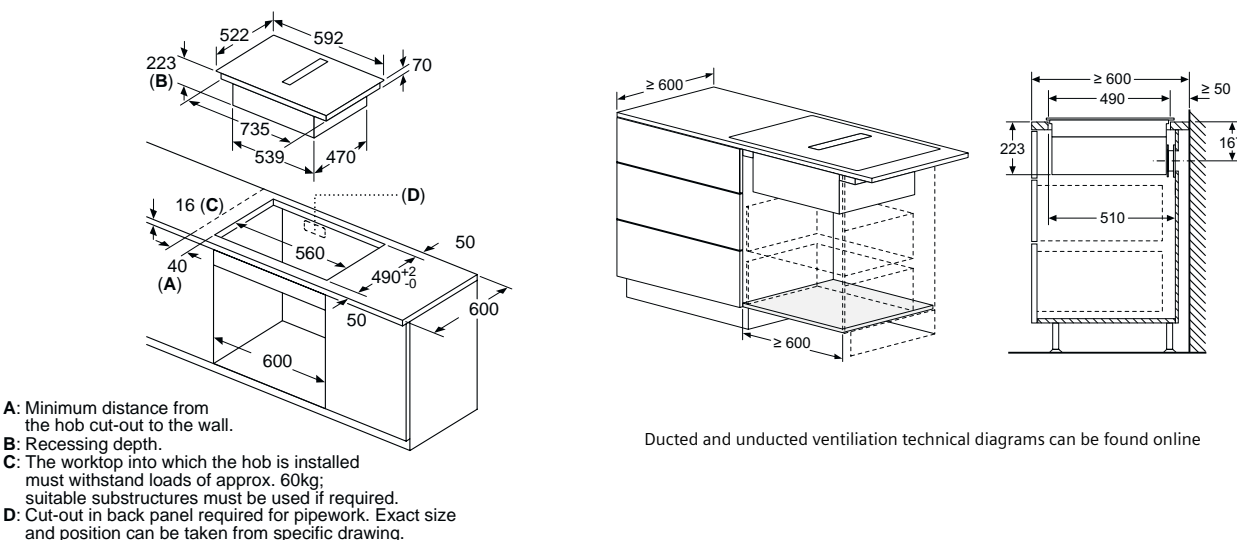 522
592
223
(B)
70
735
539
470
(D)
16 (C)
560
50
40
(A)
490+2
-0
50
600
600
A: Minimum distance from
the hob cut-out to the wall.
B: Recessing depth.
C: The worktop into which the hob is installed
must withstand loads of approx. 60kg;
suitable substructures must be used if required.
D: Cut-out in back panel required for pipework. Exact size
and position can be taken from specific drawing.
≥ 600
≥ 600
≥ 600
490
≥ 50
223
510
Ducted and unducted ventiliation technical diagrams can be found online